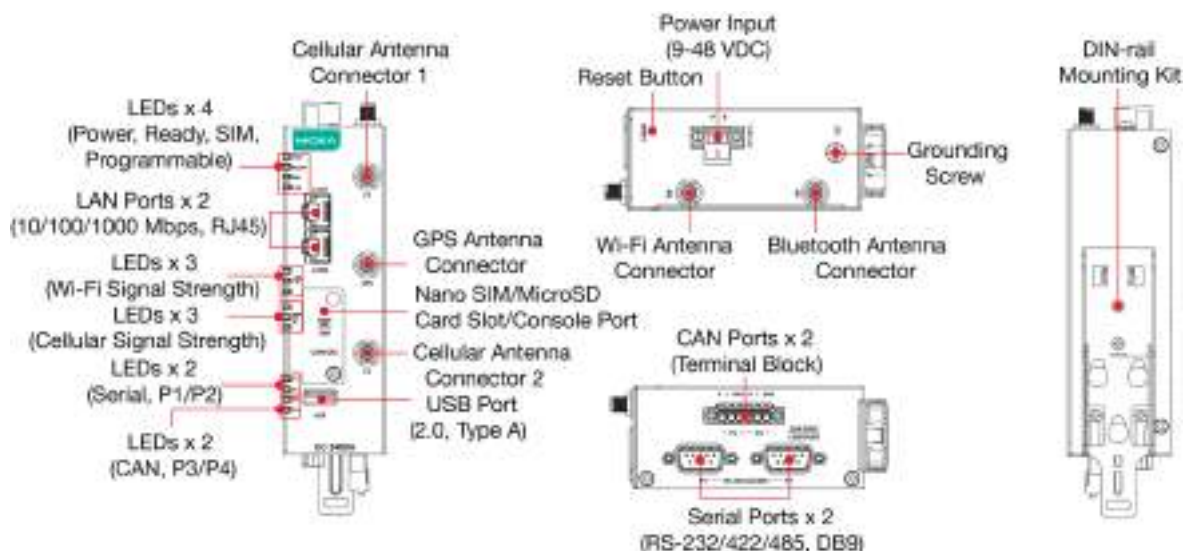 Cellular Antenna
Connector 1
LEDs x 4
(Power, Ready, SIM,
Programmable)
LAN Ports x 2
(10/100/1000 Mbps, RJ45)
LEDs x 3
(Wi-Fi Signal Strength)
LEDs x 3
(Cellular Signal Strength)
LEDs x 2
(Serial, P1/P2)
LEDs x 2
(CAN, P3/P4)
MOXA
GPS Antenna
Connector
Nano SIM/MicroSD
Card Slot/Console Port
Cellular Antenna
Connector 2
USB Port
(2.0, Type A)
Power Input
(9-48 VDC)
Reset Button
Grounding
Screw
Wi-Fi Antenna
Connector
Bluetooth Antenna
Connector
CAN Ports x 2
(Terminal Block)
Serial Ports x 2
(RS-232/422/485, DB9)
DIN-rail
Mounting Kit